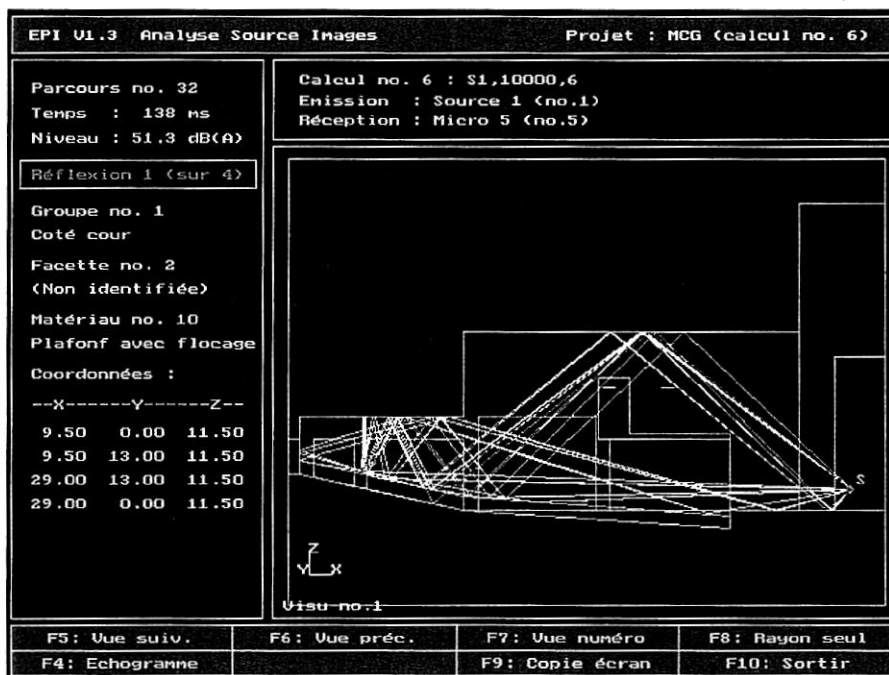 EPI V1.3 Analyse Source Images
Projet : MCG (calcul no. 6)
Parcours no. 32
Temps : 138 ms
Niveau : 51.3 dB(A)
Réflexion 1 (sur 4)
Groupe no. 1
Coté cour
Facette no. 2
(Non identifiée)
Matériau no. 10
Plafonf avec flocage
Coordonnées :
--X------Y------Z--
9.50 0.00 11.50
9.50 13.00 11.50
29.00 13.00 11.50
29.00 0.00 11.50
Calcul no. 6 : S1,10000,6
Emission : Source 1 (no.1)
Réception : Micro 5 (no.5)
S
Z
Y X
Visu no.1
F5: Vue suiv.
F6: Vue préc.
F7: Vue numéro
F8: Rayon seul
F4: Echogramme
F9: Copie écran
F10: Sortir